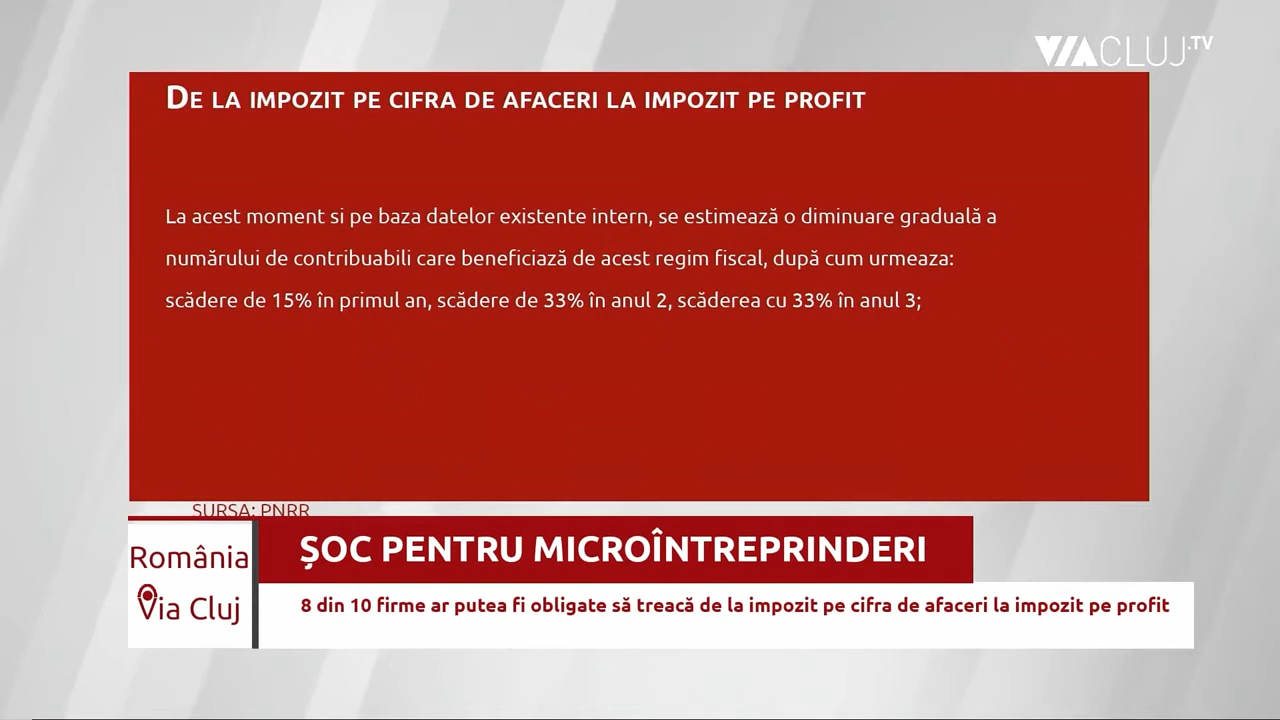 VIACLUJ.TV
DE LA IMPOZIT PE CIFRA DE AFACERI LA IMPOZIT PE PROFIT
La acest moment si pe baza datelor existente intern, se estimează o diminuare graduală a
numărului de contribuabili care beneficiază de acest regim fiscal, după cum urmeaza:
scădere de 15% în primul an, scădere de 33% în anul 2, scăderea cu 33% în anul 3;
SURSA: PNRR
România
Via Cluj
ȘOC PENTRU MICROÎNTREPRINDERI
8 din 10 firme ar putea fi obligate să treacă de la impozit pe cifra de afaceri la impozit pe profit